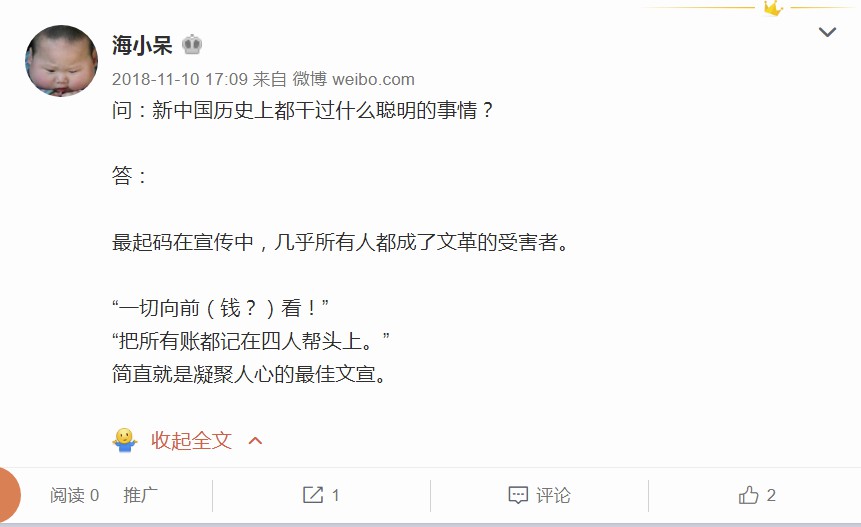 海小呆
2018-11-10 17:09 来自 微博 weibo.com
问：新中国历史上都干过什么聪明的事情？
答：
最起码在宣传中，几乎所有人都成了文革的受害者。
“一切向前（钱？）看！”
“把所有账都记在四人帮头上。”
简直就是凝聚人心的最佳文宣。
收起全文
阅读 0 推广 1 评论 2